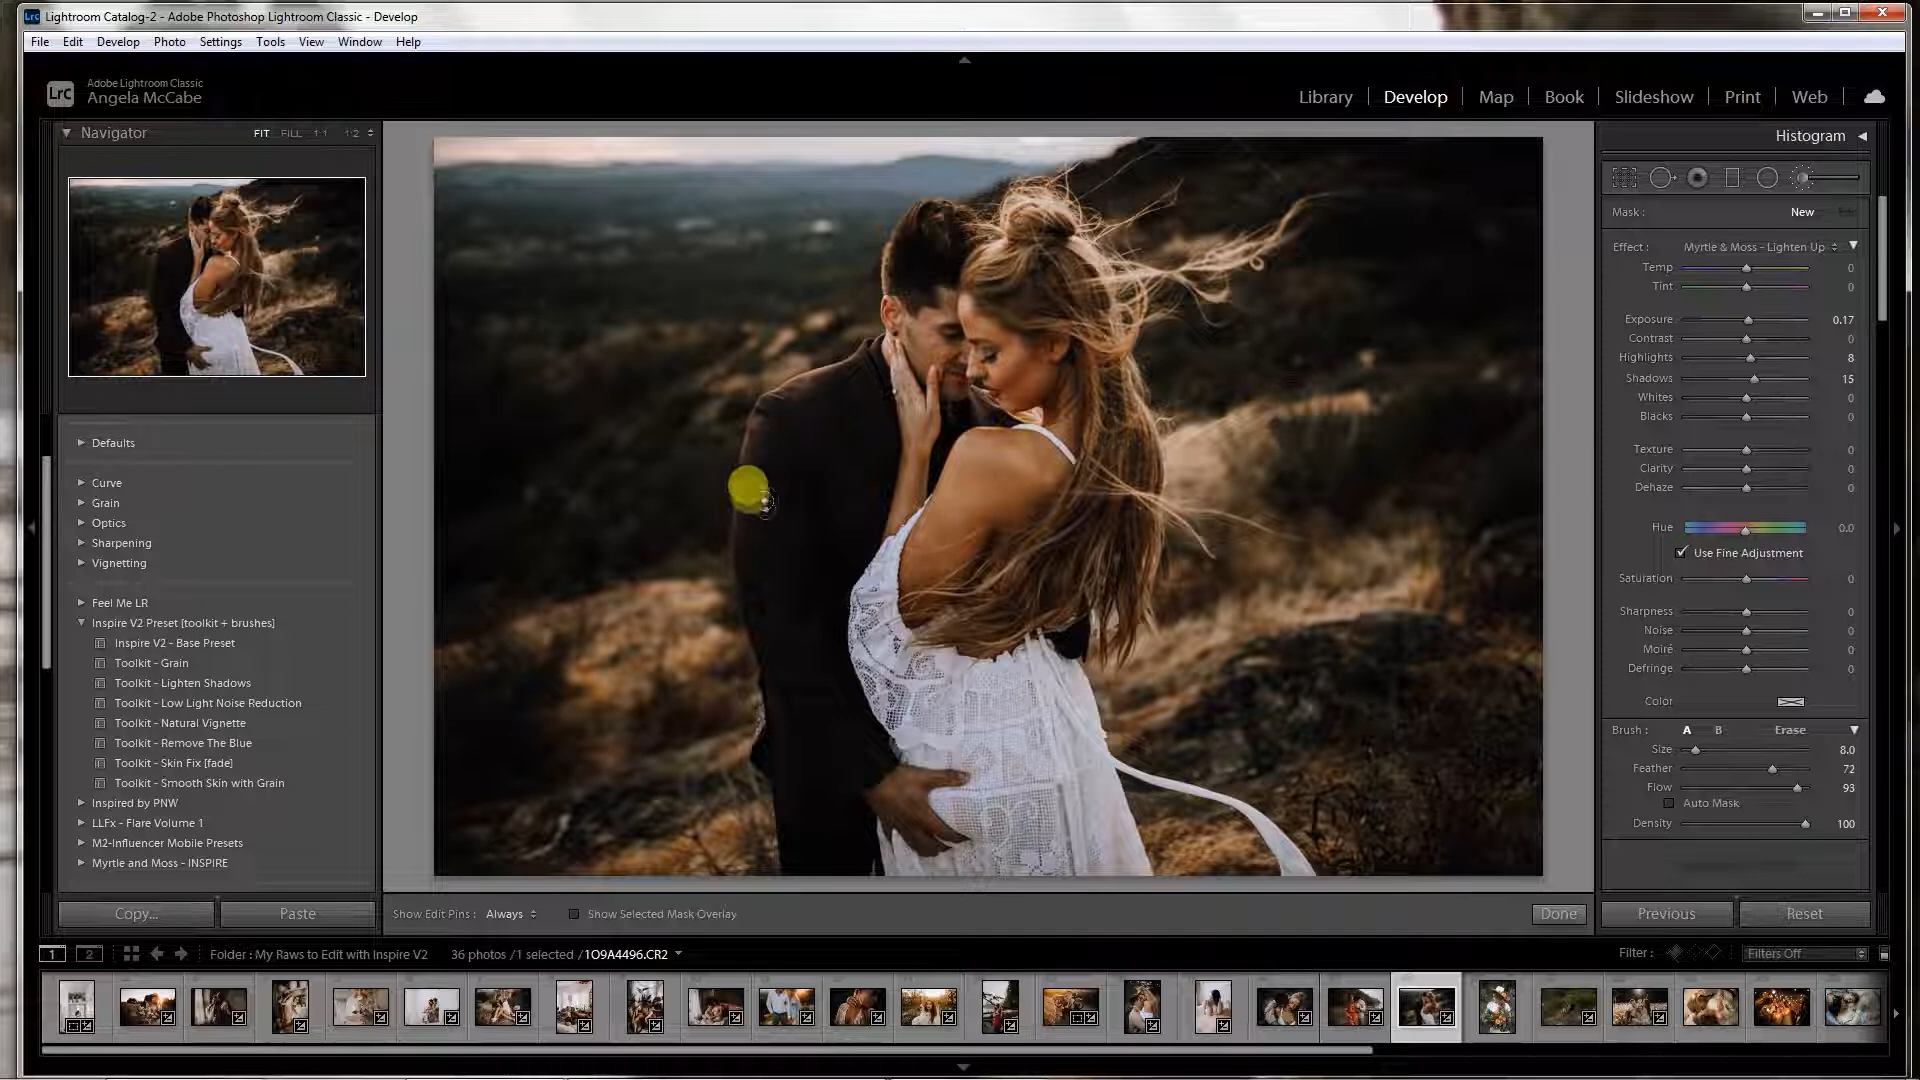 Lightroom Catalog-2 - Adobe Photoshop Lightroom Classic - Develop
File Edit Develop Photo Settings Tools View Window Help
Lrc
Adobe Lightroom Classic
Angela McCabe
Library Develop Map Book Slideshow Print Web
Navigator FIT FILL 1:1 1:2
Histogram
Mask : New
Effect : Myrtle & Moss - Lighten Up
Temp 0
Tint 0
Exposure 0.17
Contrast 0
Highlights 8
Shadows 15
Whites 0
Blacks 0
Texture 0
Clarity 0
Dehaze 0
Hue 0.0
Use Fine Adjustment
Saturation 0
Sharpness 0
Noise 0
Moiré 0
Defringe 0
Color
Brush : A B Erase
Size 8.0
Feather 72
Flow 93
Auto Mask
Density 100
Defaults
Curve
Grain
Optics
Sharpening
Vignetting
Feel Me LR
Inspire V2 Preset [toolkit + brushes]
Inspire V2 - Base Preset
Toolkit - Grain
Toolkit - Lighten Shadows
Toolkit - Low Light Noise Reduction
Toolkit - Natural Vignette
Toolkit - Remove The Blue
Toolkit - Skin Fix [fade]
Toolkit - Smooth Skin with Grain
Inspired by PNW
LLFx - Flare Volume 1
M2-Influencer Mobile Presets
Myrtle and Moss - INSPIRE
Copy... Paste
Show Edit Pins : Always Show Selected Mask Overlay Done
Previous Reset
1 2 Folder : My Raws to Edit with Inspire V2 36 photos /1 selected /1O9A4496.CR2 Filter : Filters Off